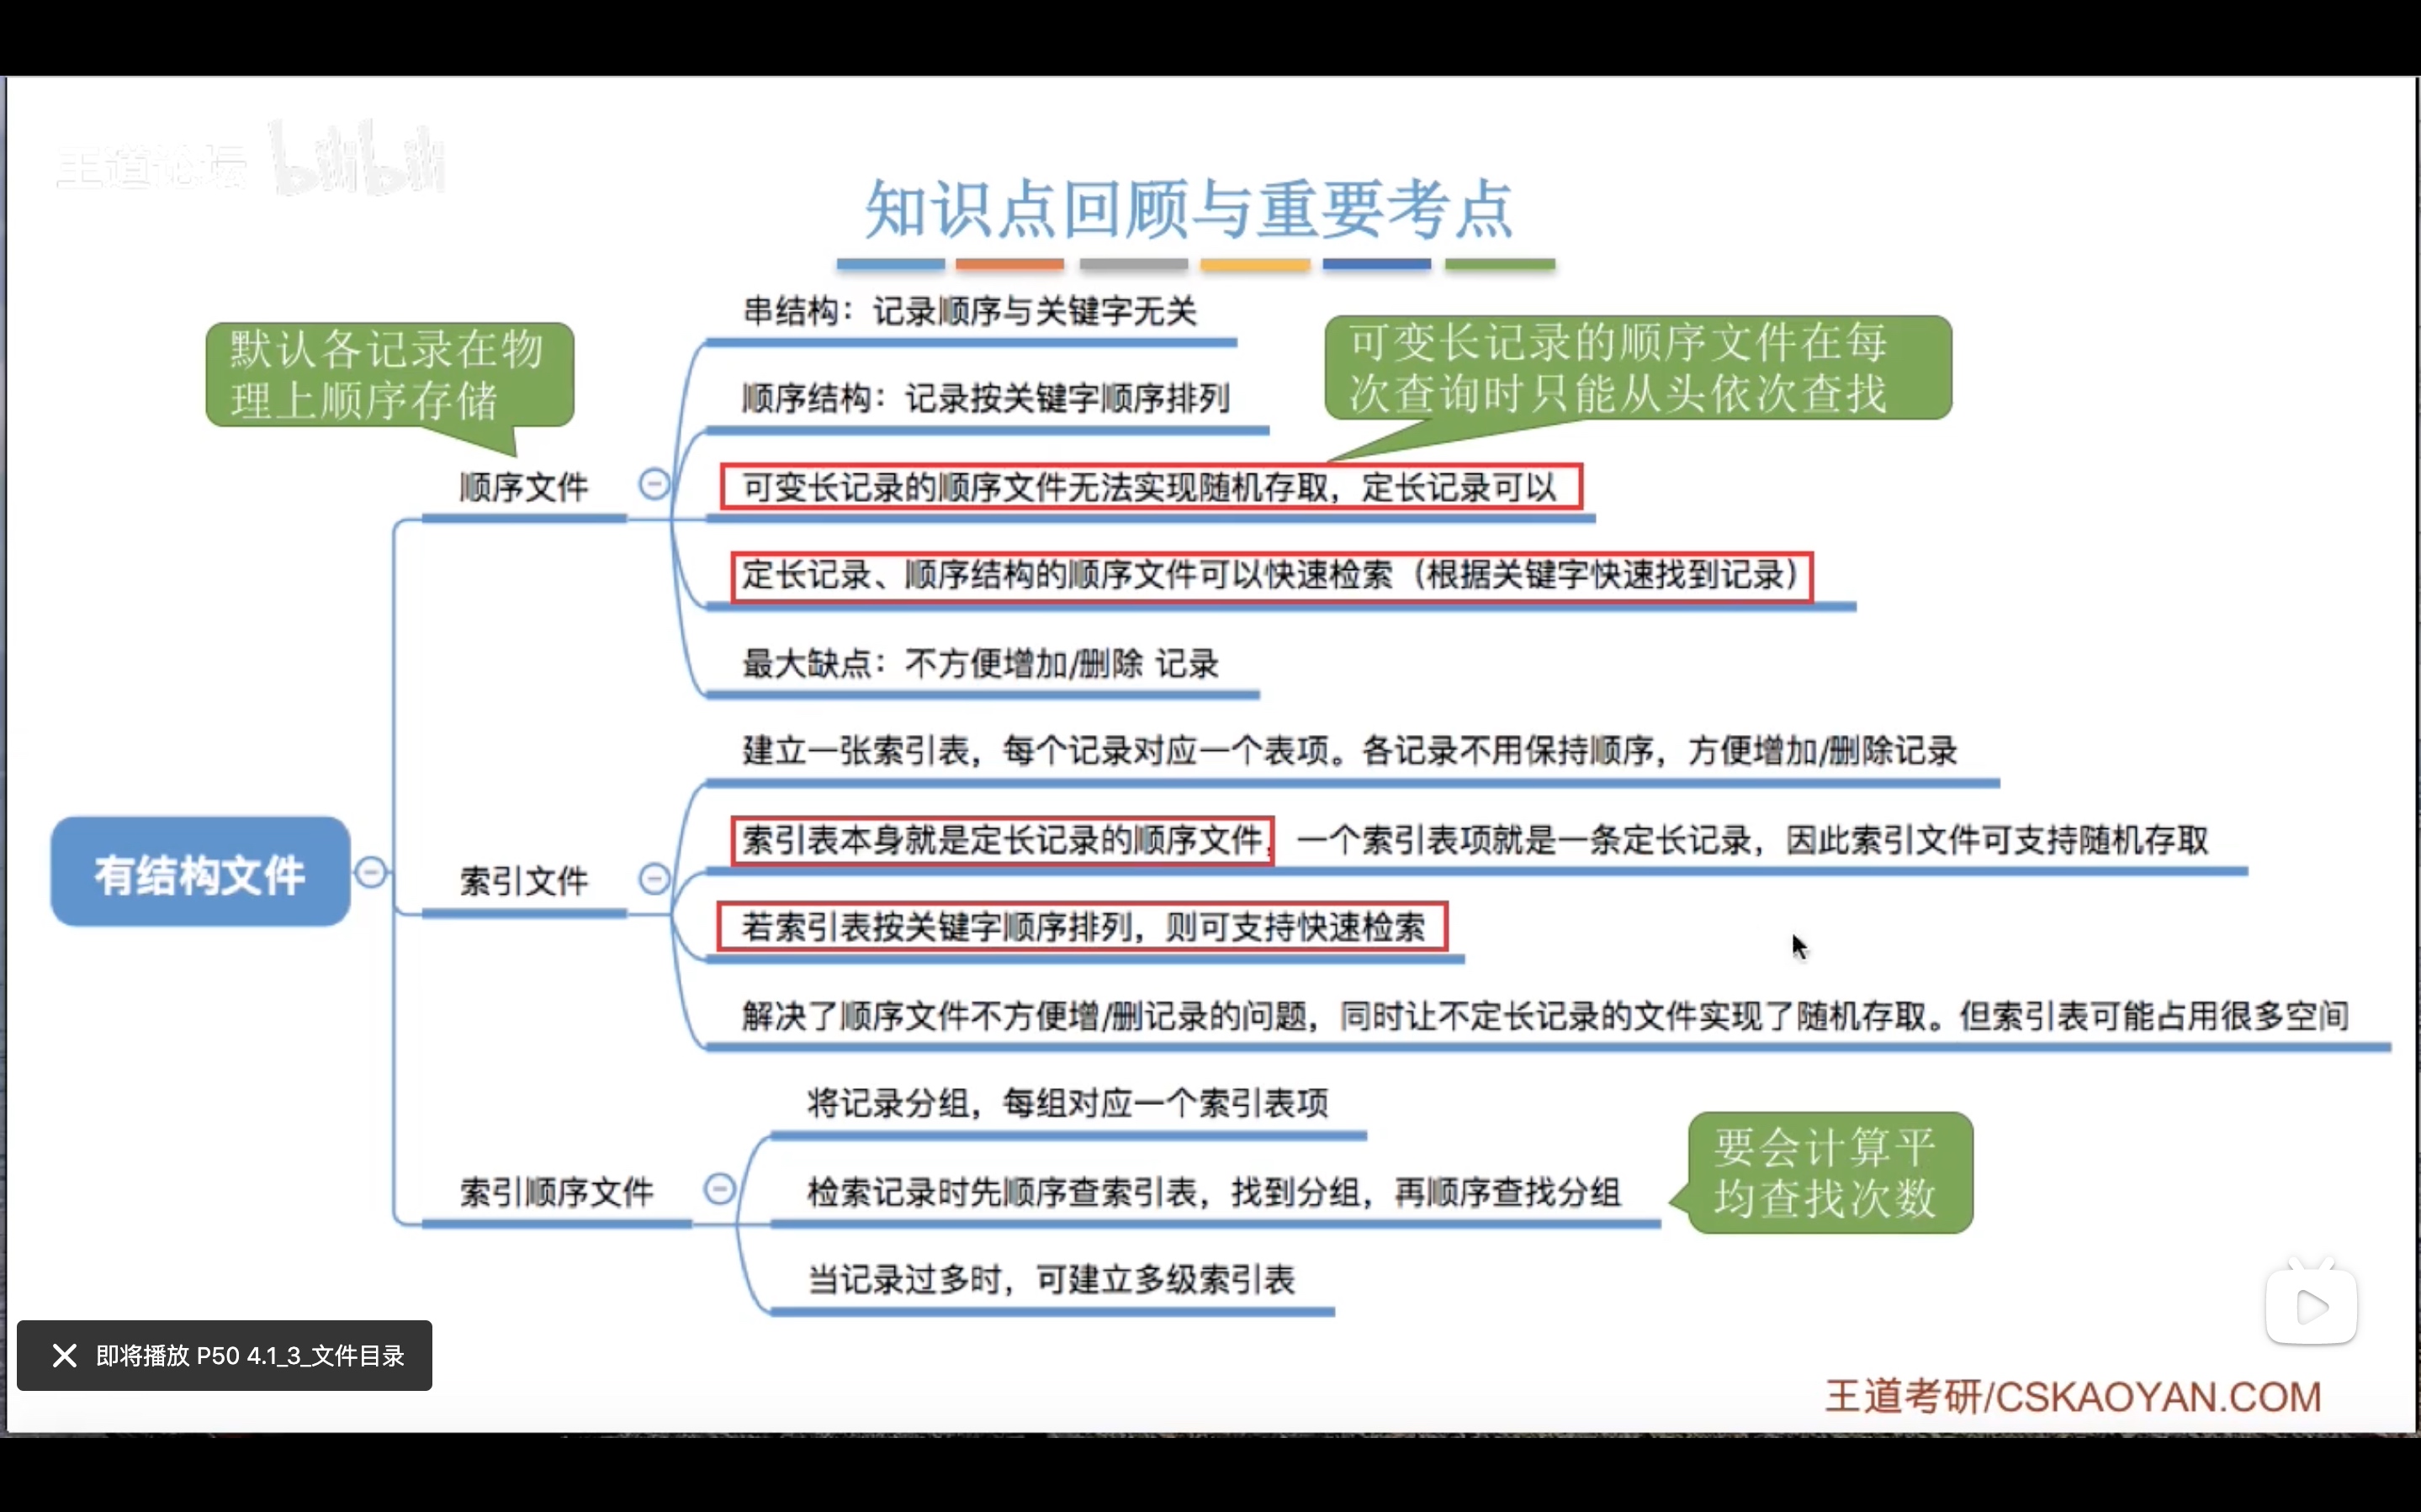 王道论坛 bilibili
知识点回顾与重要考点
默认各记录在物
理上顺序存储
可变长记录的顺序文件在每
次查询时只能从头依次查找
有结构文件
顺序文件
串结构：记录顺序与关键字无关
顺序结构：记录按关键字顺序排列
可变长记录的顺序文件无法实现随机存取，定长记录可以
定长记录、顺序结构的顺序文件可以快速检索（根据关键字快速找到记录）
最大缺点：不方便增加/删除 记录
索引文件
建立一张索引表，每个记录对应一个表项。各记录不用保持顺序，方便增加/删除记录
索引表本身就是定长记录的顺序文件，一个索引表项就是一条定长记录，因此索引文件可支持随机存取
若索引表按关键字顺序排列，则可支持快速检索
解决了顺序文件不方便增/删记录的问题，同时让不定长记录的文件实现了随机存取。但索引表可能占用很多空间
索引顺序文件
将记录分组，每组对应一个索引表项
检索记录时先顺序查索引表，找到分组，再顺序查找分组
当记录过多时，可建立多级索引表
要会计算平
均查找次数
即将播放 P50 4.1_3_文件目录
王道考研/CSKAOYAN.COM